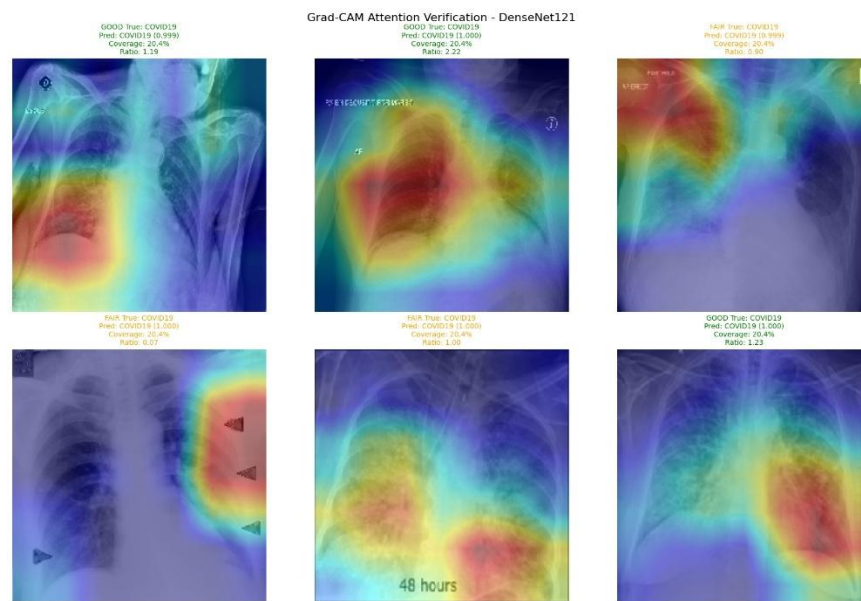 Grad-CAM Attention Verification - DenseNet121
GOOD True: COVID19
Pred: COVID19 (0.999)
Coverage: 20.4%
Ratio: 1.19
GOOD True: COVID19
Pred: COVID19 (1.000)
Coverage: 20.4%
Ratio: 2.22
FAIR True: COVID19
Pred: COVID19 (0.999)
Coverage: 20.4%
Ratio: 0.90
FAIR True: COVID19
Pred: COVID19 (1.000)
Coverage: 20.4%
Ratio: 0.07
FAIR True: COVID19
Pred: COVID19 (1.000)
Coverage: 20.4%
Ratio: 1.00
48 hours
GOOD True: COVID19
Pred: COVID19 (1.000)
Coverage: 20.4%
Ratio: 1.23